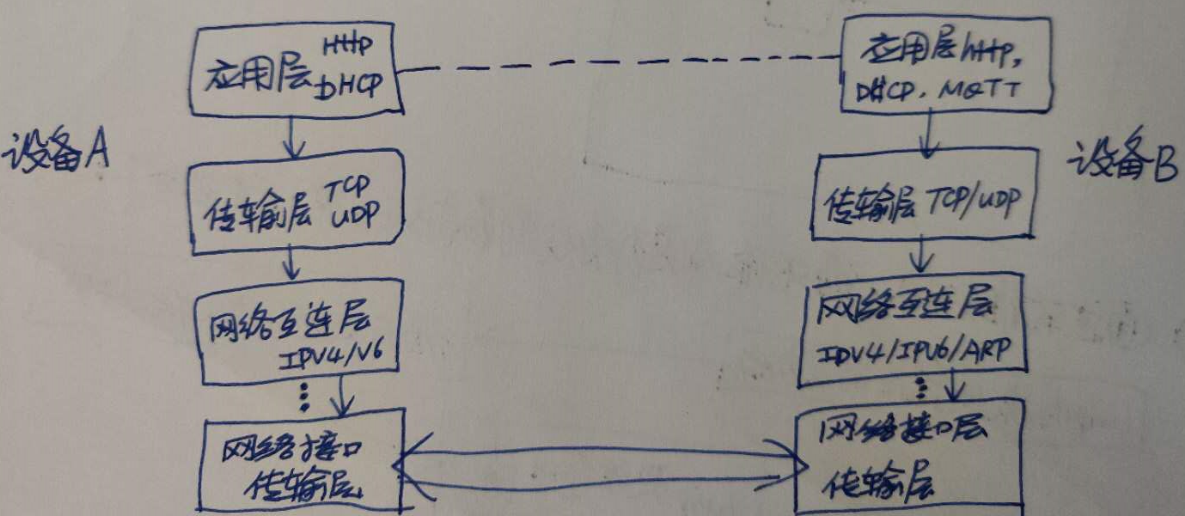 设备A
应用层 HTTP
DHCP
传输层 TCP
UDP
网络互连层
IPV4/V6
网络接口
传输层
应用层 http,
DHCP. MQTT
设备B
传输层 TCP/UDP
网络互连层
IPV4/IPV6/ARP
网络接口层
传输层